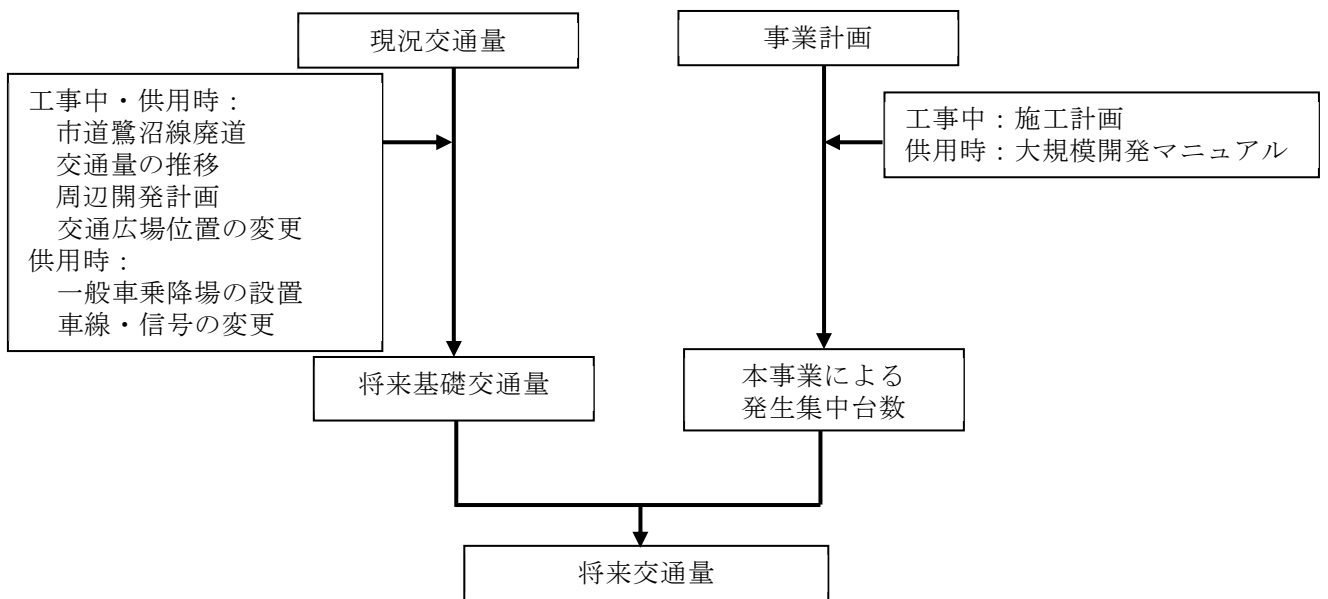 現況交通量
事業計画
工事中・供用時：
市道鷺沼線廃道
交通量の推移
周辺開発計画
交通広場位置の変更
供用時：
一般車乗降場の設置
車線・信号の変更
工事中：施工計画
供用時：大規模開発マニュアル
将来基礎交通量
本事業による
発生集中台数
将来交通量